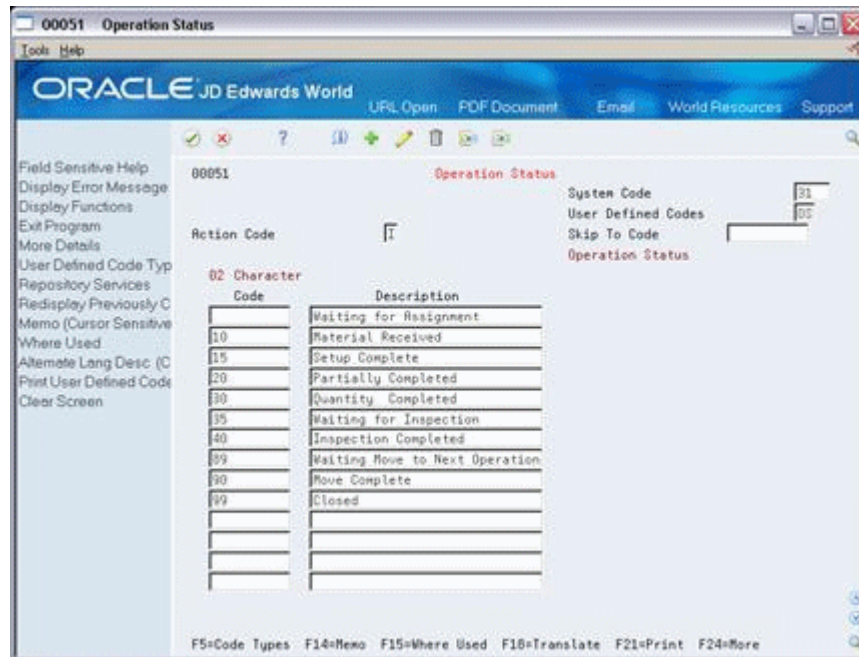 00051 Operation Status
Tools Help
ORACLE JD Edwards World
URL Open PDF Document Email World Resources Support
Field Sensitive Help
Display Error Message
Display Functions
Exit Program
More Details
User Defined Code Typ
Repository Services
Redisplay Previously C
Memo (Cursor Sensitive
Where Used
Alternate Lang Desc (C
Print User Defined Code
Clear Screen
00051 Operation Status
System Code 31
User Defined Codes OS
Action Code I Skip To Code
Operation Status
02 Character
Code Description
Waiting for Assignment
10 Material Received
15 Setup Complete
20 Partially Completed
30 Quantity Completed
35 Waiting for Inspection
40 Inspection Completed
89 Waiting Move to Next Operation
90 Move Complete
99 Closed
F5=Code Types F14=Memo F15=Where Used F18=Translate F21=Print F24=More